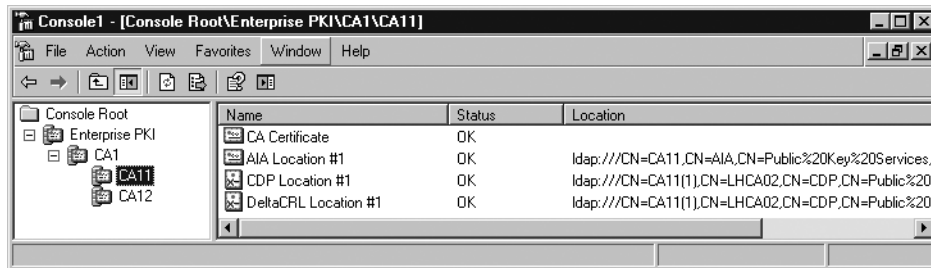 Console1 - [Console Root\Enterprise PKI\CA1\CA11]
File Action View Favorites Window Help
Console Root
Enterprise PKI
CA1
CA11
CA12
Name Status Location
CA Certificate OK
AIA Location #1 OK ldap:///CN=CA11,CN=AIA,CN=Public%20Key%20Services,
CDP Location #1 OK ldap:///CN=CA11(1),CN=LHCA02,CN=CDP,CN=Public%20
DeltaCRL Location #1 OK ldap:///CN=CA11(1),CN=LHCA02,CN=CDP,CN=Public%20